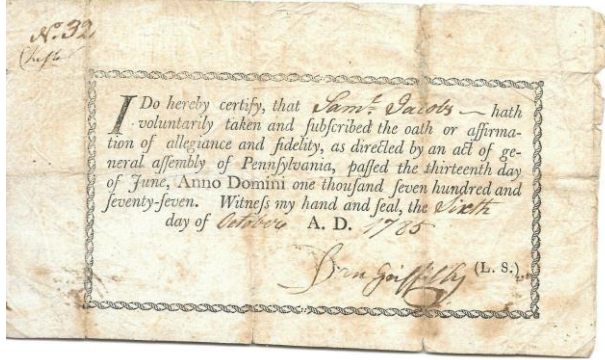 No. 32
I Do hereby certify, that Saml. Jacobs hath
voluntarily taken and ſubſcribed the oath or affirma-
tion of allegiance and fidelity, as directed by an act of ge-
neral aſſembly of Pennſylvania, paſſed the thirteenth day
of June, Anno Domini one thouſand ſeven hundred and
ſeventy-ſeven. Witneſs my hand and ſeal, the Sixth
day of October A. D. 1785
Griffith (L. S.)